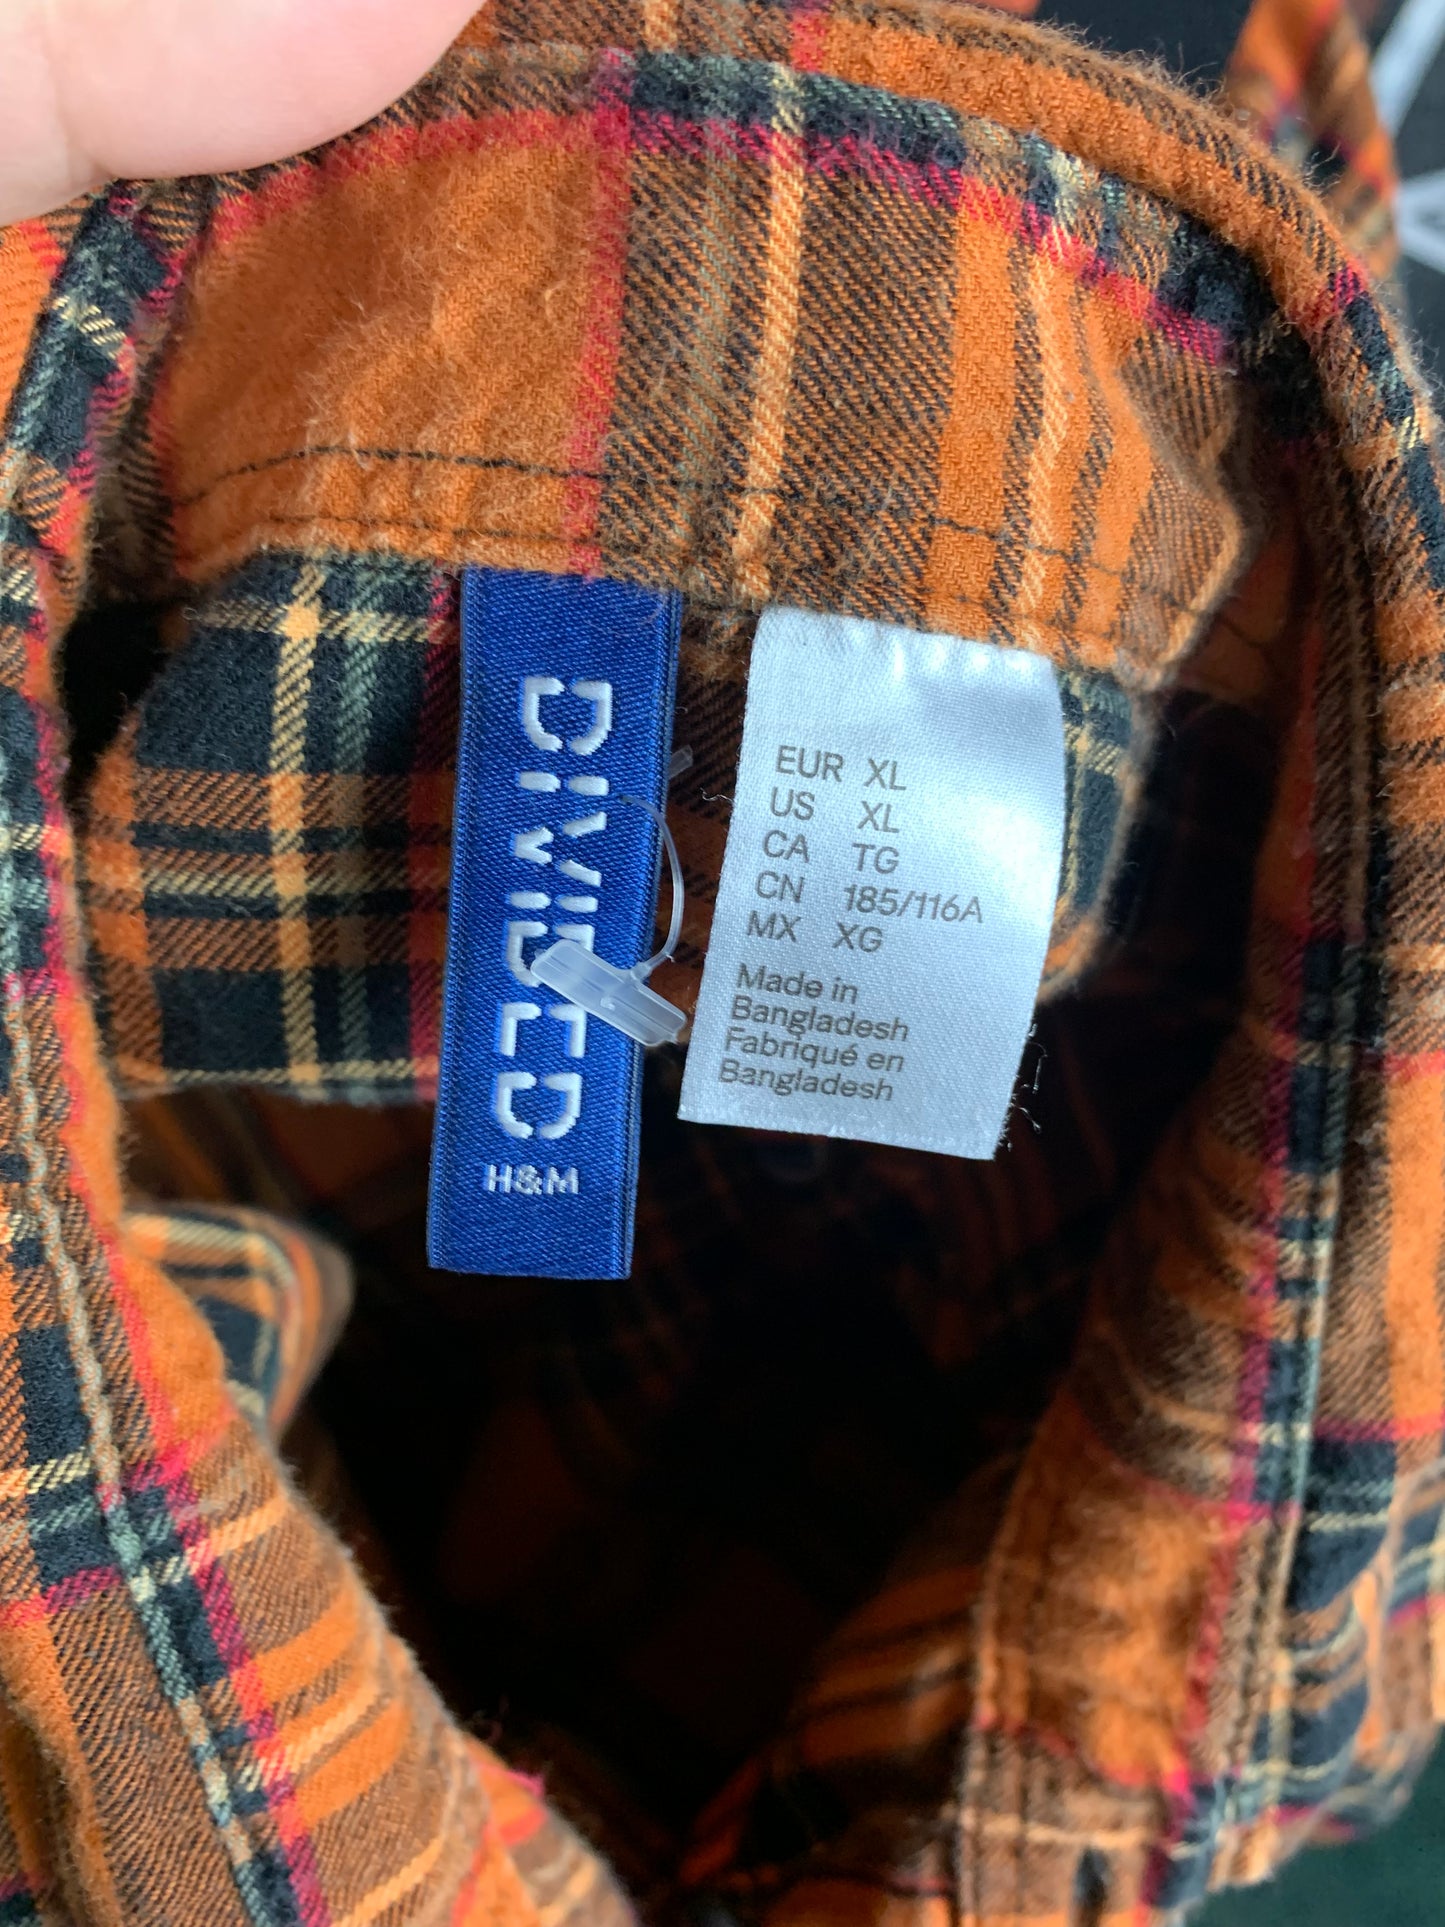 DIVIDED
H&M
EUR XL
US XL
CA TG
CN 185/116A
MX XG
Made in
Bangladesh
Fabriqué en
Bangladesh